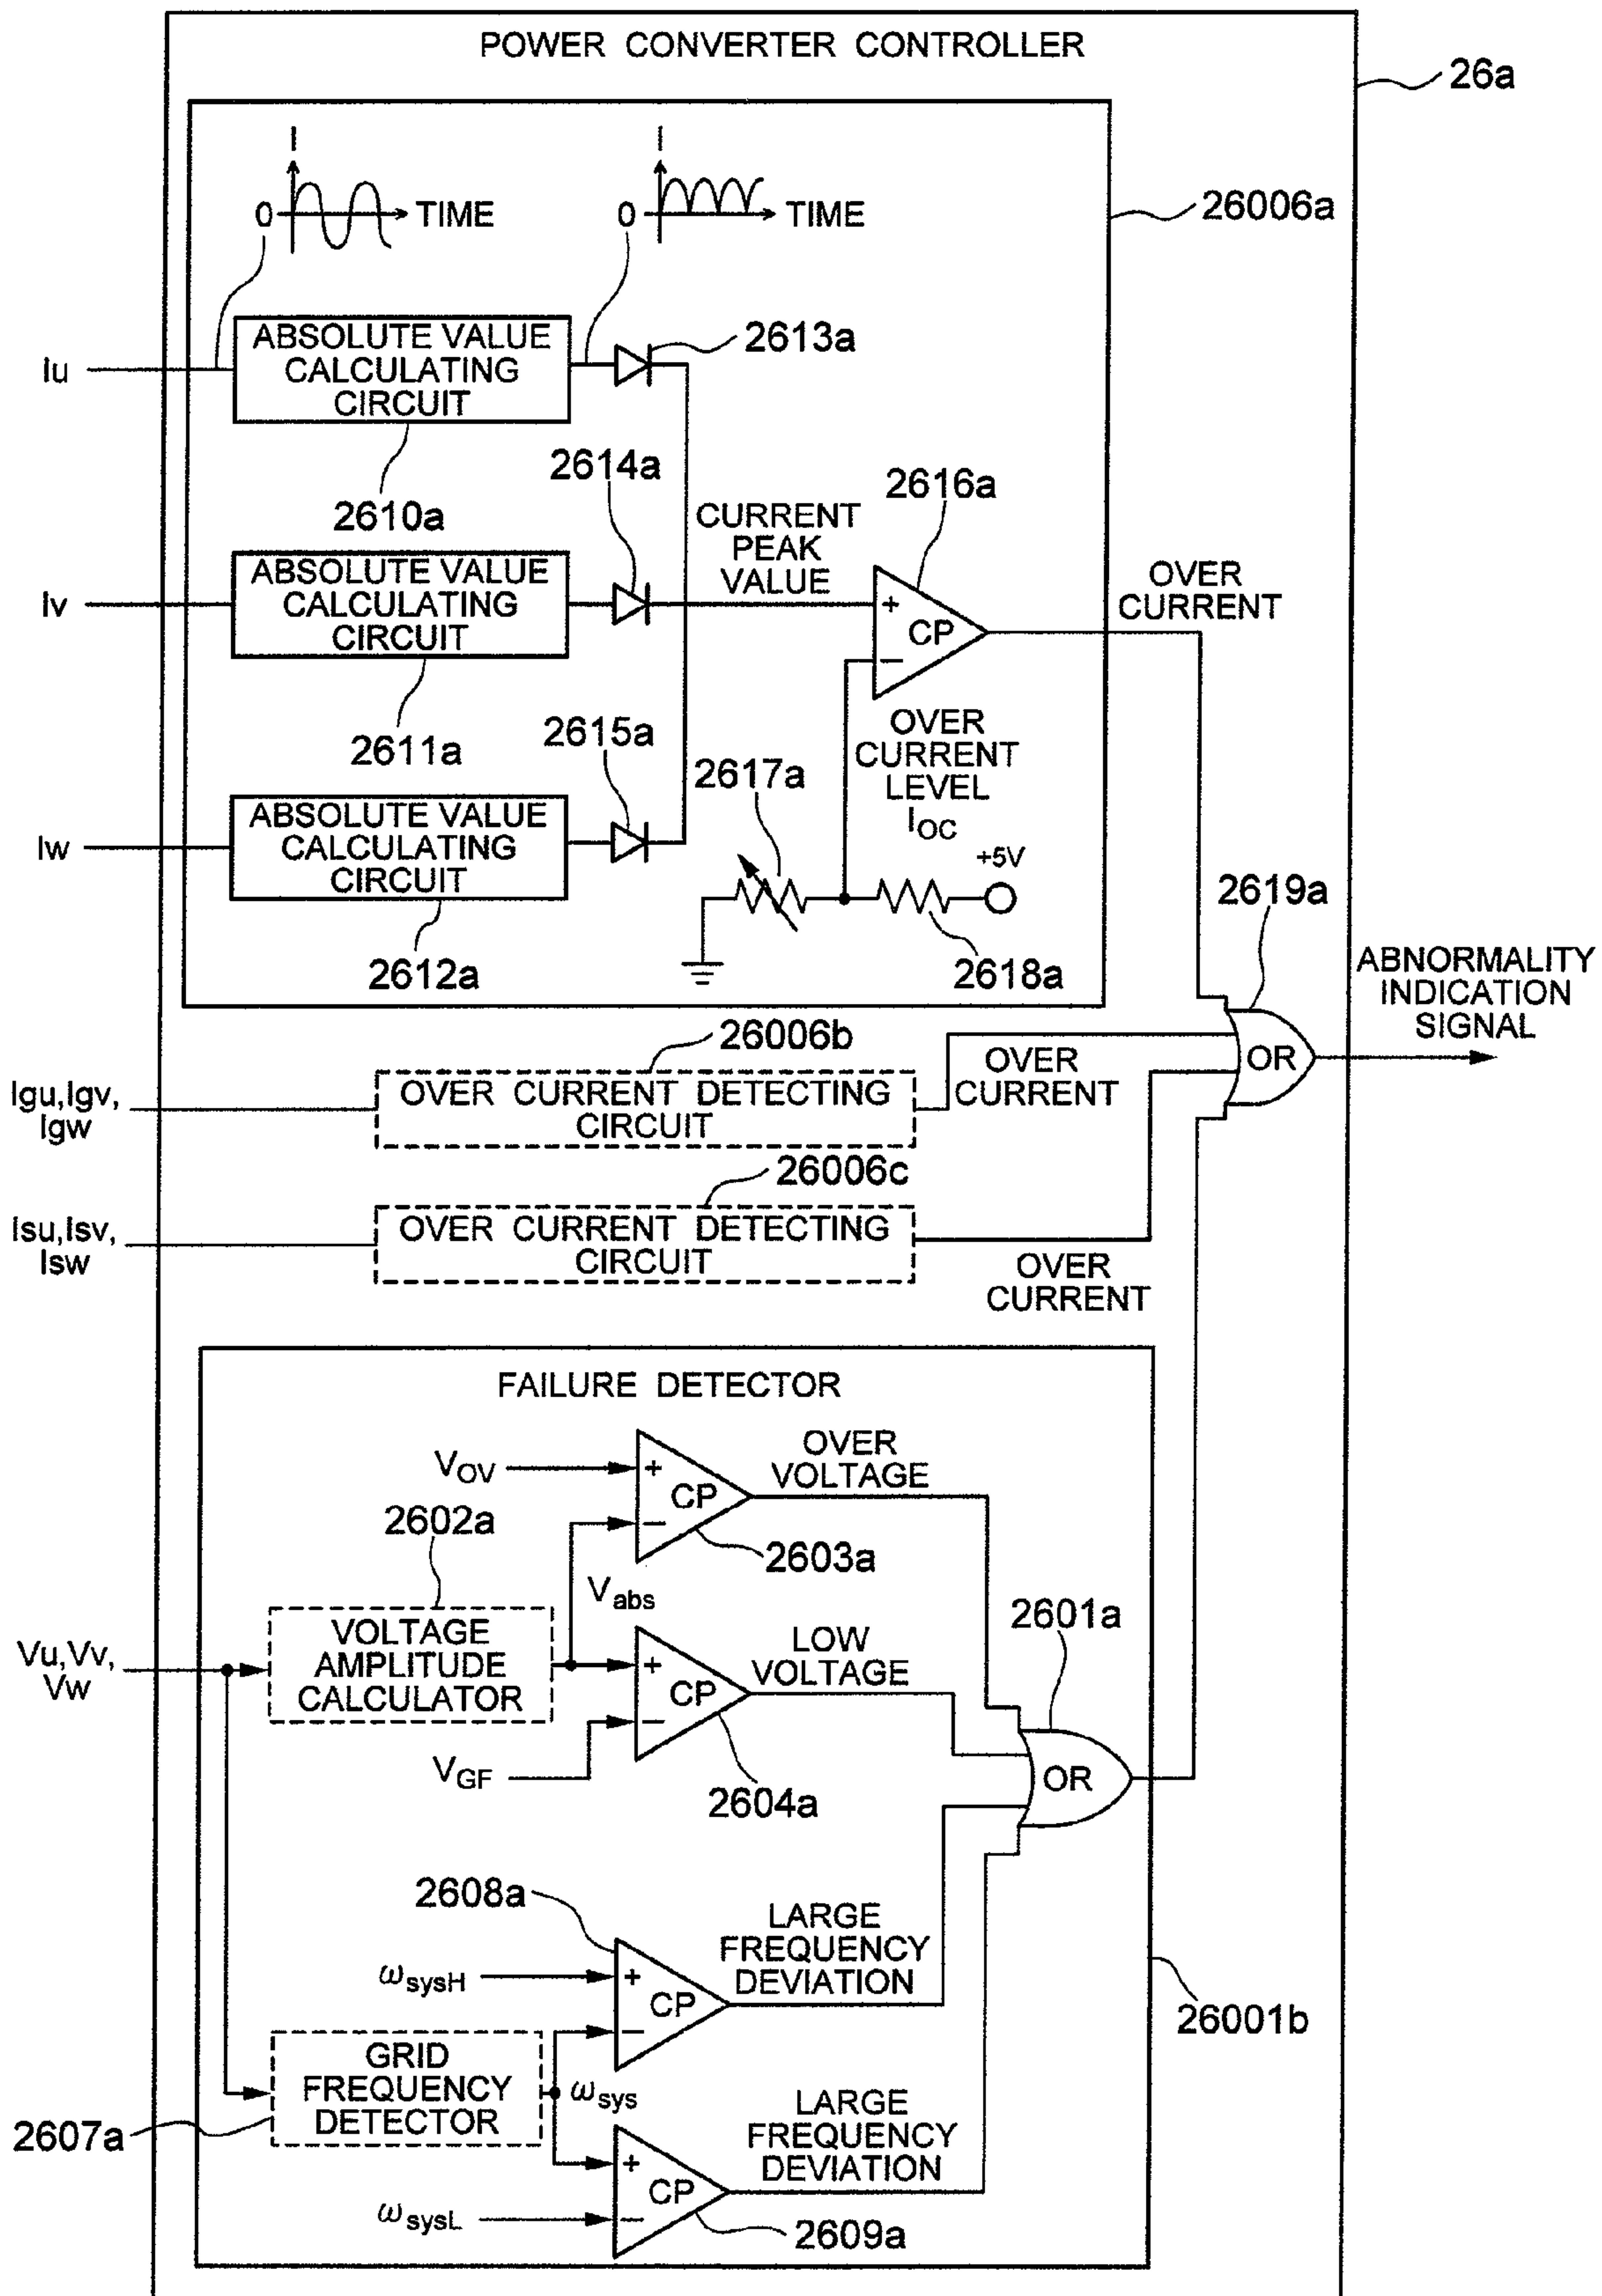 POWER CONVERTER CONTROLLER
26a
I
0
TIME
I
0
TIME
26006a
Iu
ABSOLUTE VALUE
CALCULATING
CIRCUIT
2613a
2610a
2614a
2616a
CURRENT
PEAK
VALUE
Iv
ABSOLUTE VALUE
CALCULATING
CIRCUIT
+
−
CP
OVER
CURRENT
2611a
2615a
2617a
OVER
CURRENT
LEVEL
IOC
+5V
Iw
ABSOLUTE VALUE
CALCULATING
CIRCUIT
2612a
2618a
2619a
OR
ABNORMALITY
INDICATION
SIGNAL
26006b
Igu,Igv,
Igw
OVER CURRENT DETECTING
CIRCUIT
OVER
CURRENT
26006c
Isu,Isv,
Isw
OVER CURRENT DETECTING
CIRCUIT
OVER
CURRENT
FAILURE DETECTOR
VOV
+
−
CP
OVER
VOLTAGE
2602a
2603a
Vabs
2601a
Vu,Vv,
Vw
VOLTAGE
AMPLITUDE
CALCULATOR
+
−
CP
LOW
VOLTAGE
VGF
2604a
OR
2608a
ωsysH
+
−
CP
LARGE
FREQUENCY
DEVIATION
26001b
GRID
FREQUENCY
DETECTOR
2607a
ωsys
+
−
CP
LARGE
FREQUENCY
DEVIATION
ωsysL
2609a